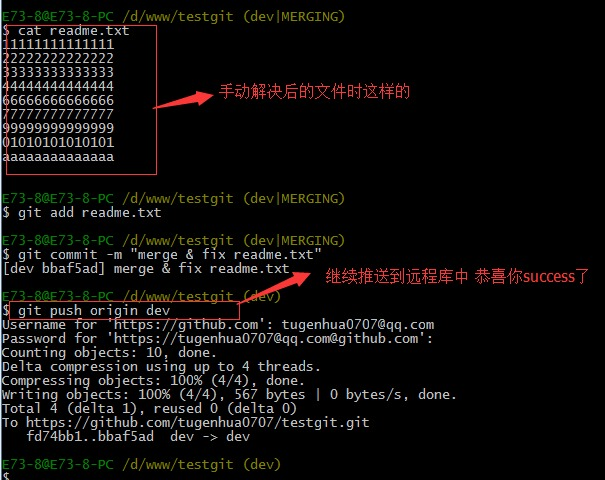 E73-8@E73-8-PC /d/www/testgit (dev|MERGING)
$ cat readme.txt
11111111111111
22222222222222
33333333333333
44444444444444
66666666666666
77777777777777
99999999999999
01010101010101
aaaaaaaaaaaaaa
手动解决后的文件时这样的
E73-8@E73-8-PC /d/www/testgit (dev|MERGING)
$ git add readme.txt
E73-8@E73-8-PC /d/www/testgit (dev|MERGING)
$ git commit -m "merge & fix readme.txt"
[dev bbaf5ad] merge & fix readme.txt
继续推送到远程库中 恭喜你success了
E73-8@E73-8-PC /d/www/testgit (dev)
$ git push origin dev
Username for 'https://github.com': tugenhua0707@qq.com
Password for 'https://tugenhua0707@qq.com@github.com':
Counting objects: 10, done.
Delta compression using up to 4 threads.
Compressing objects: 100% (4/4), done.
Writing objects: 100% (4/4), 567 bytes | 0 bytes/s, done.
Total 4 (delta 1), reused 0 (delta 0)
To https://github.com/tugenhua0707/testgit.git
   fd74bb1..bbaf5ad  dev -> dev
E73-8@E73-8-PC /d/www/testgit (dev)
$